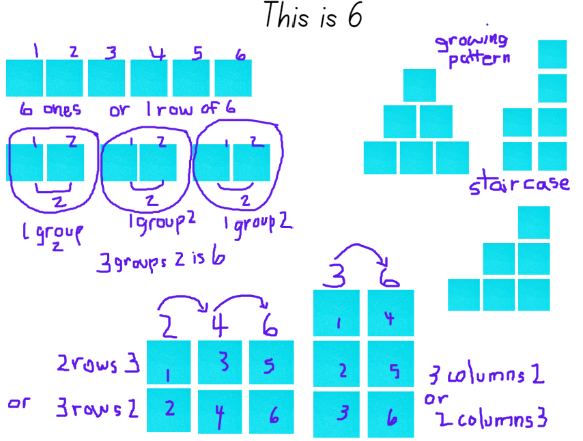 This is 6
1 2 3 4 5 6
6 ones or 1 row of 6
growing
pattern
1 2 1 2 1 2
2 2 2
1 group
2
1 group 2
1 group 2
3 groups 2 is 6
staircase
2 4 6
2 rows 3
1 3 5
or 3 rows 2
2 4 6
3 6
1 4
2 5
3 6
3 columns 2
or
2 columns 3